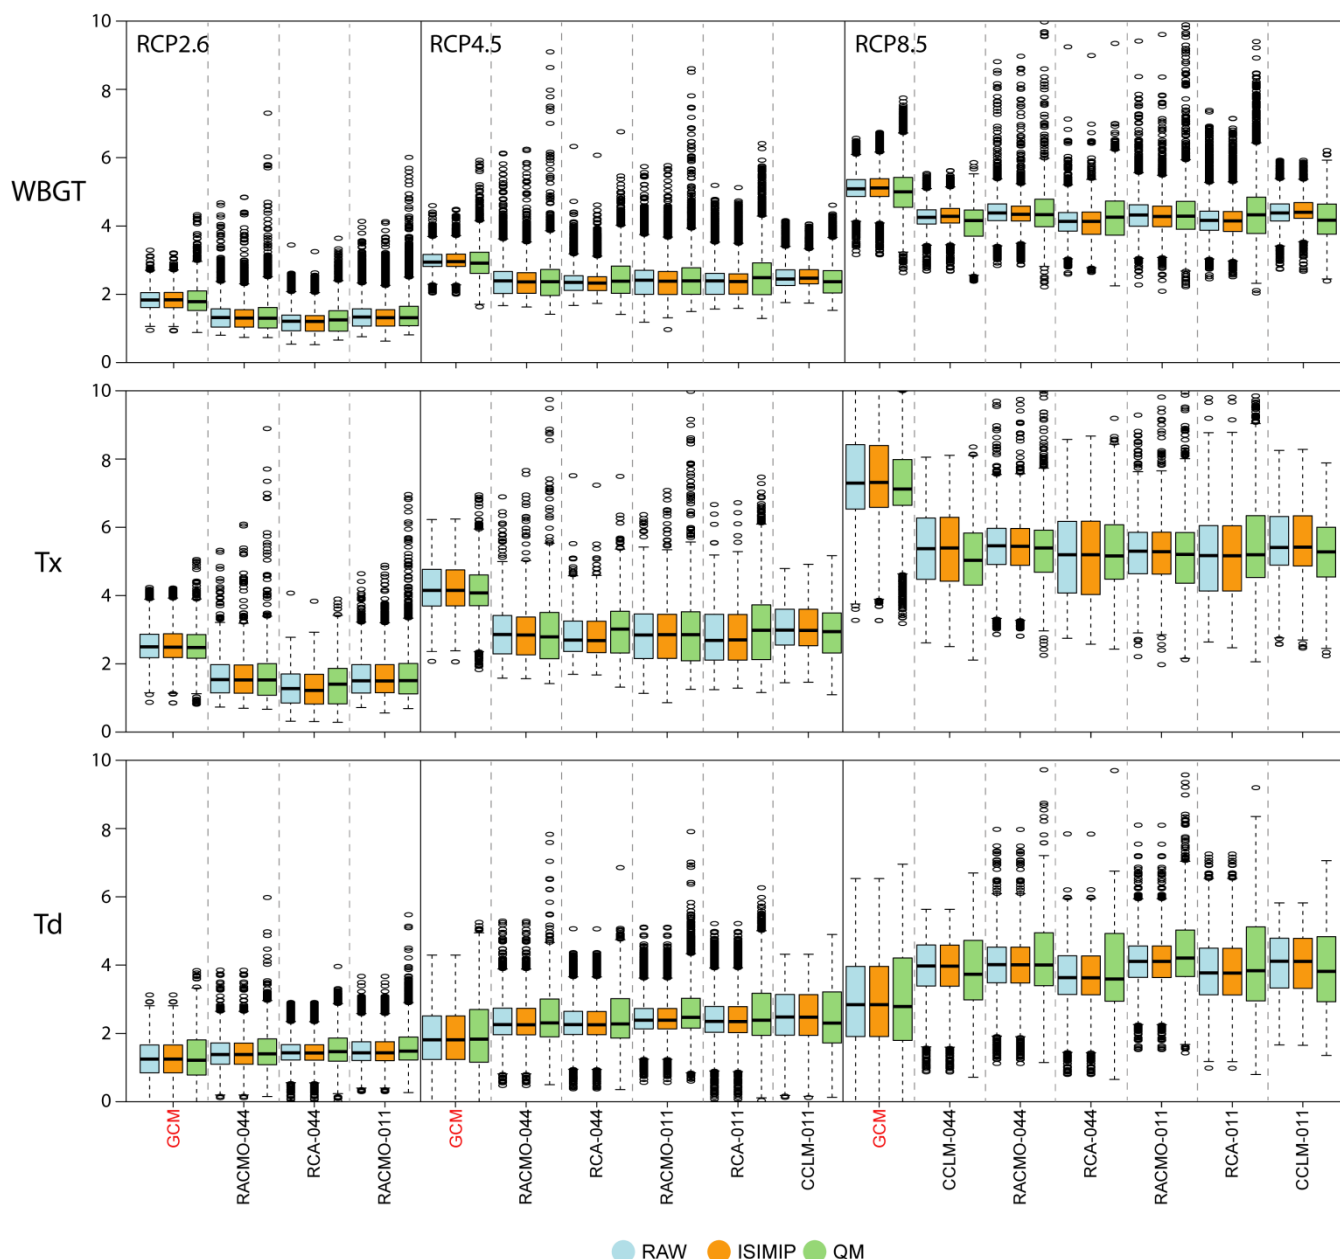 RCP2.6 RCP4.5 RCP8.5
WBGT
10
8
6
4
2
0
Tx
10
8
6
4
2
0
Td
10
8
6
4
2
0
GCM
RACMO-044
RCA-044
RACMO-011
GCM
RACMO-044
RCA-044
RACMO-011
RCA-011
CCLM-011
GCM
CCLM-044
RACMO-044
RCA-044
RACMO-011
RCA-011
CCLM-011
RAW ISIMIP QM